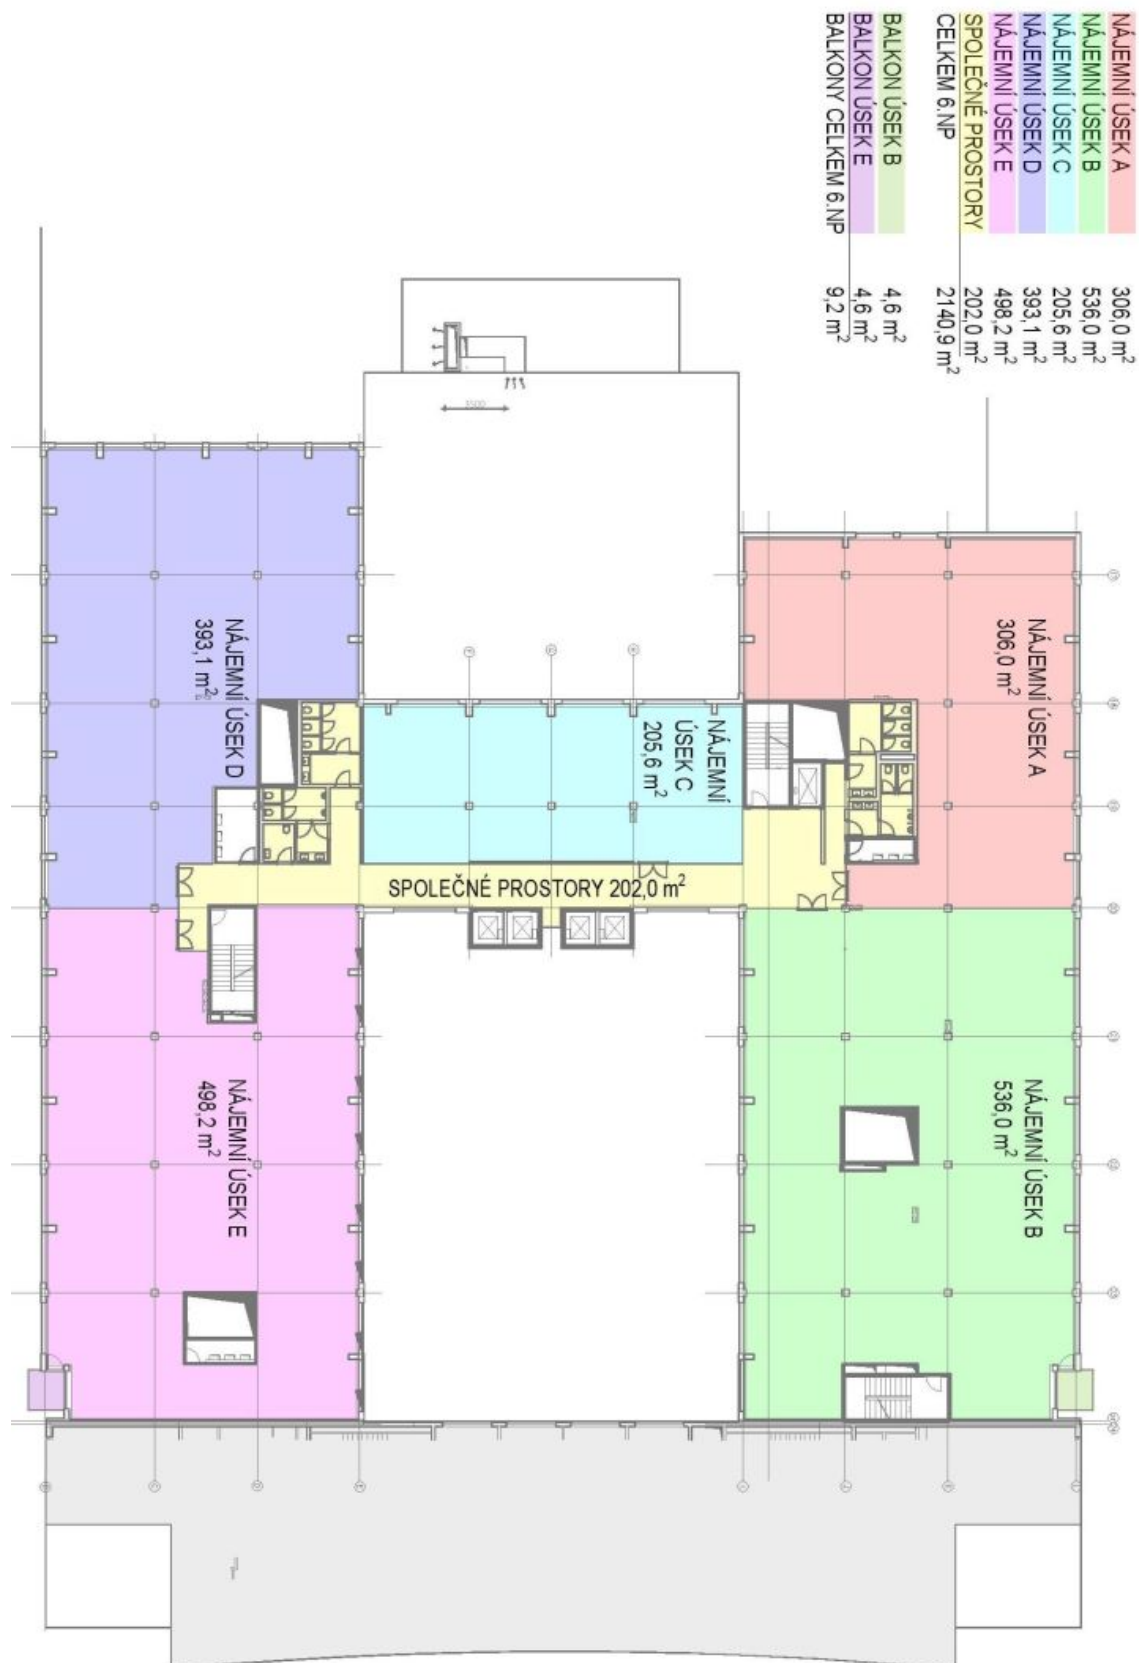 NÁJEMNÍ ÚSEK A 306,0 m²
NÁJEMNÍ ÚSEK B 536,0 m²
NÁJEMNÍ ÚSEK C 205,6 m²
NÁJEMNÍ ÚSEK D 393,1 m²
NÁJEMNÍ ÚSEK E 498,2 m²
SPOLEČNÉ PROSTORY 202,0 m²
CELKEM 6.NP 2140,9 m²
BALKON ÚSEK B 4,6 m²
BALKON ÚSEK E 4,6 m²
BALKONY CELKEM 6.NP 9,2 m²
3500
NÁJEMNÍ ÚSEK A
306,0 m²
NÁJEMNÍ
ÚSEK C
205,6 m²
NÁJEMNÍ ÚSEK D
393,1 m²
SPOLEČNÉ PROSTORY 202,0 m²
NÁJEMNÍ ÚSEK B
536,0 m²
NÁJEMNÍ ÚSEK E
498,2 m²